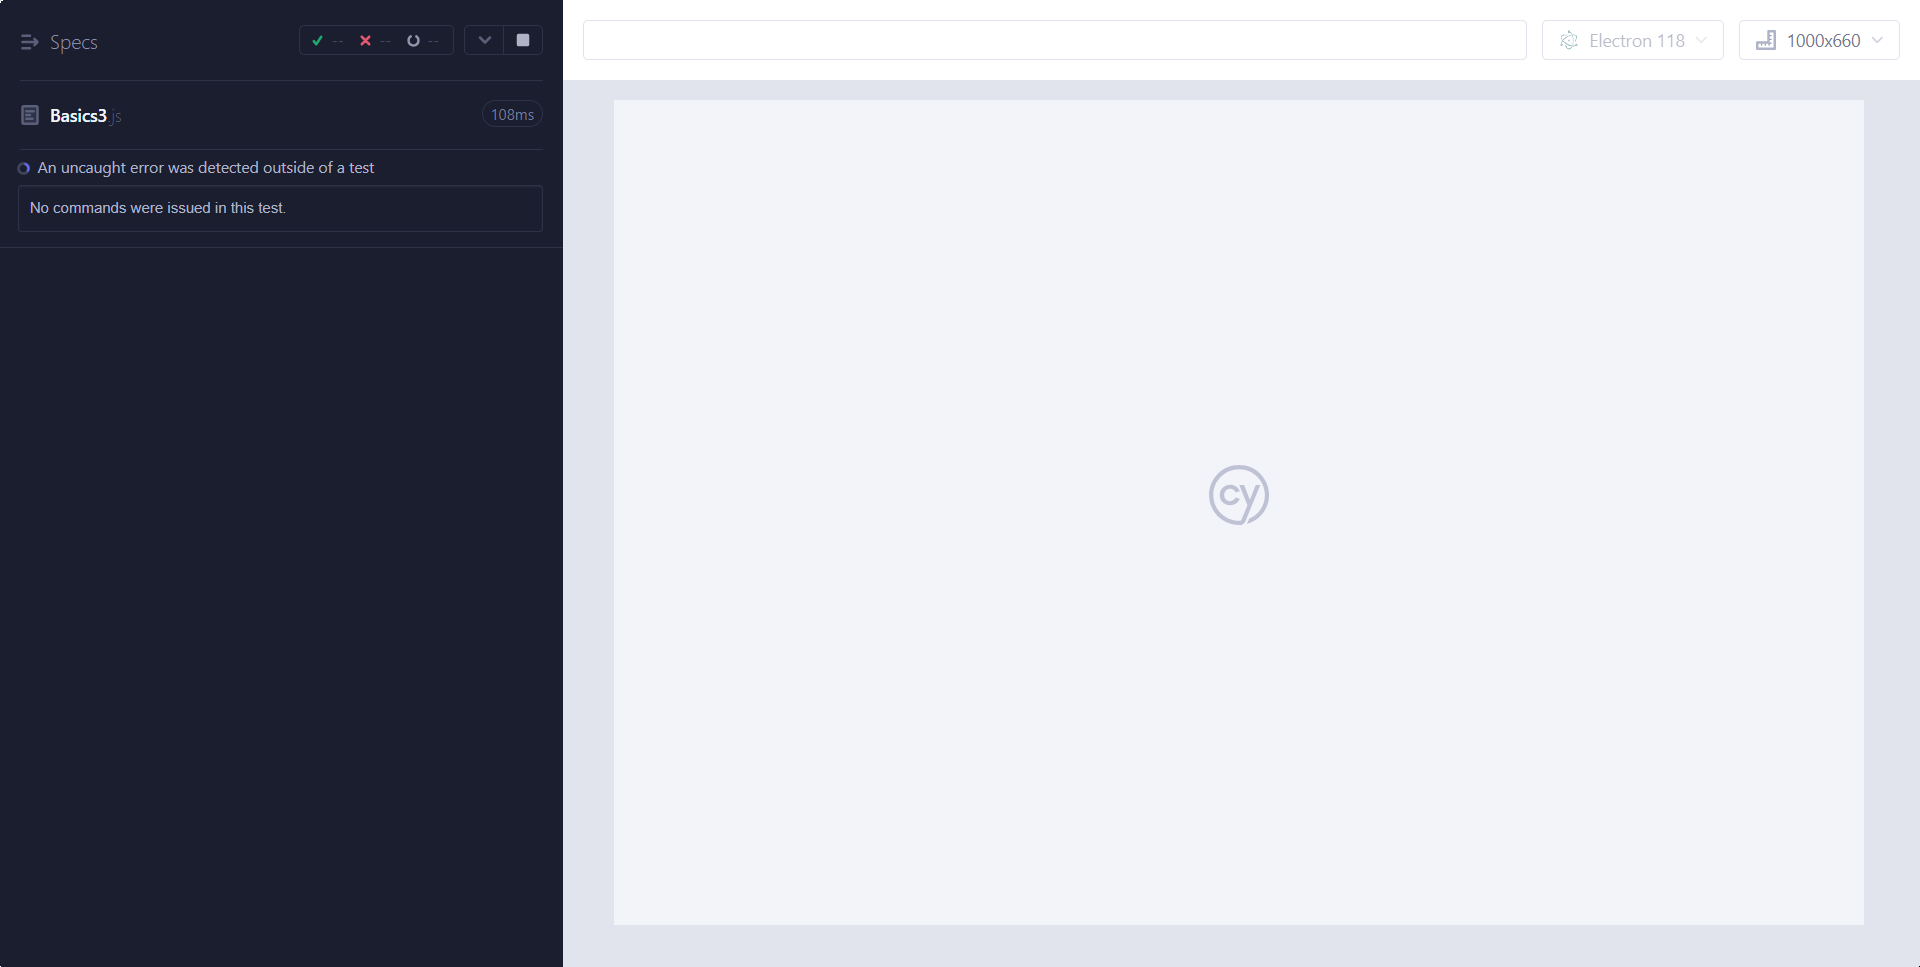 Specs
-- -- --
Electron 118
1000x660
Basics3.js
108ms
An uncaught error was detected outside of a test
No commands were issued in this test.
cy